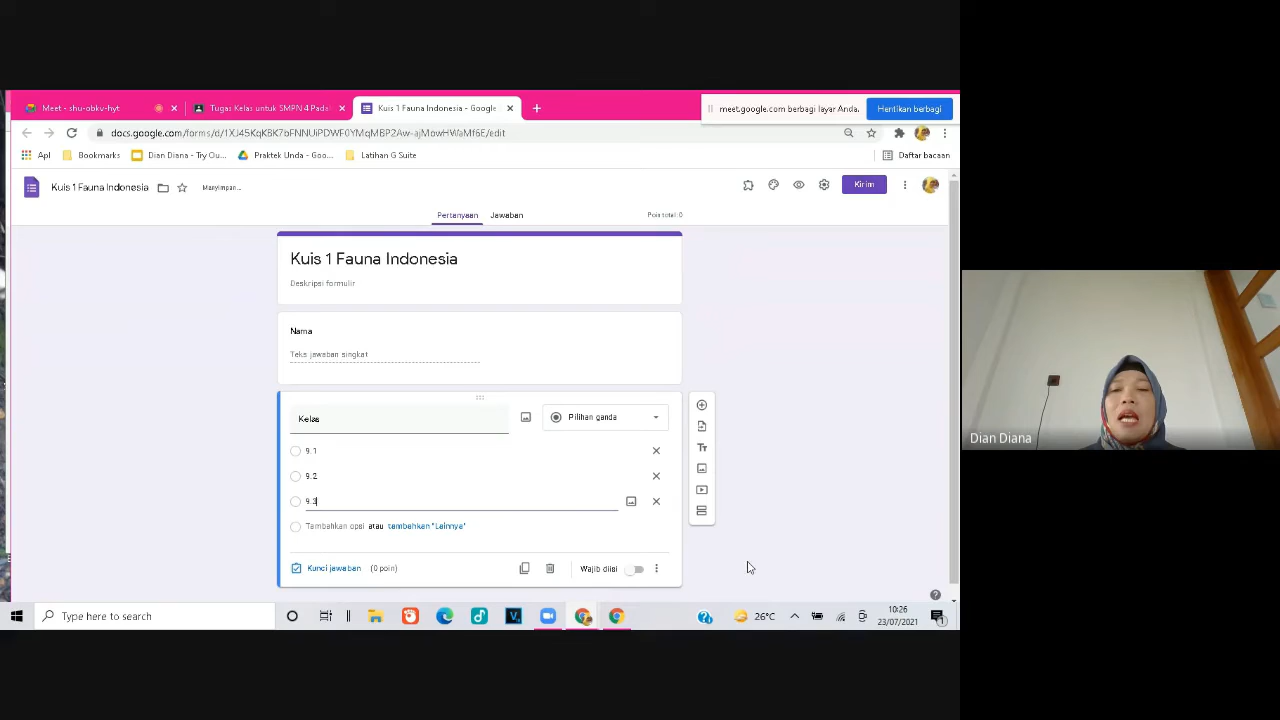 Meet - shu-obkv-hyt
Tugas Kelas untuk SMPN 4 Pada
Kuis 1 Fauna Indonesia - Google
meet.google.com berbagi layar Anda.
Hentikan berbagi
Apl
Bookmarks
Dian Diana - Try Ou...
Praktek Unda - Goo...
Latihan G Suite
Daftar bacaan
Kuis 1 Fauna Indonesia
Menyimpan...
Kirim
Pertanyaan
Jawaban
Poin total: 0
Kuis 1 Fauna Indonesia
Deskripsi formulir
Nama
Teks jawaban singkat
Kelas
Pilihan ganda
9.1
9.2
9.3
Tambahkan opsi atau tambahkan "Lainnya"
Kunci jawaban (0 poin)
Wajib diisi
Dian Diana
Type here to search
26°C
10:26
23/07/2021